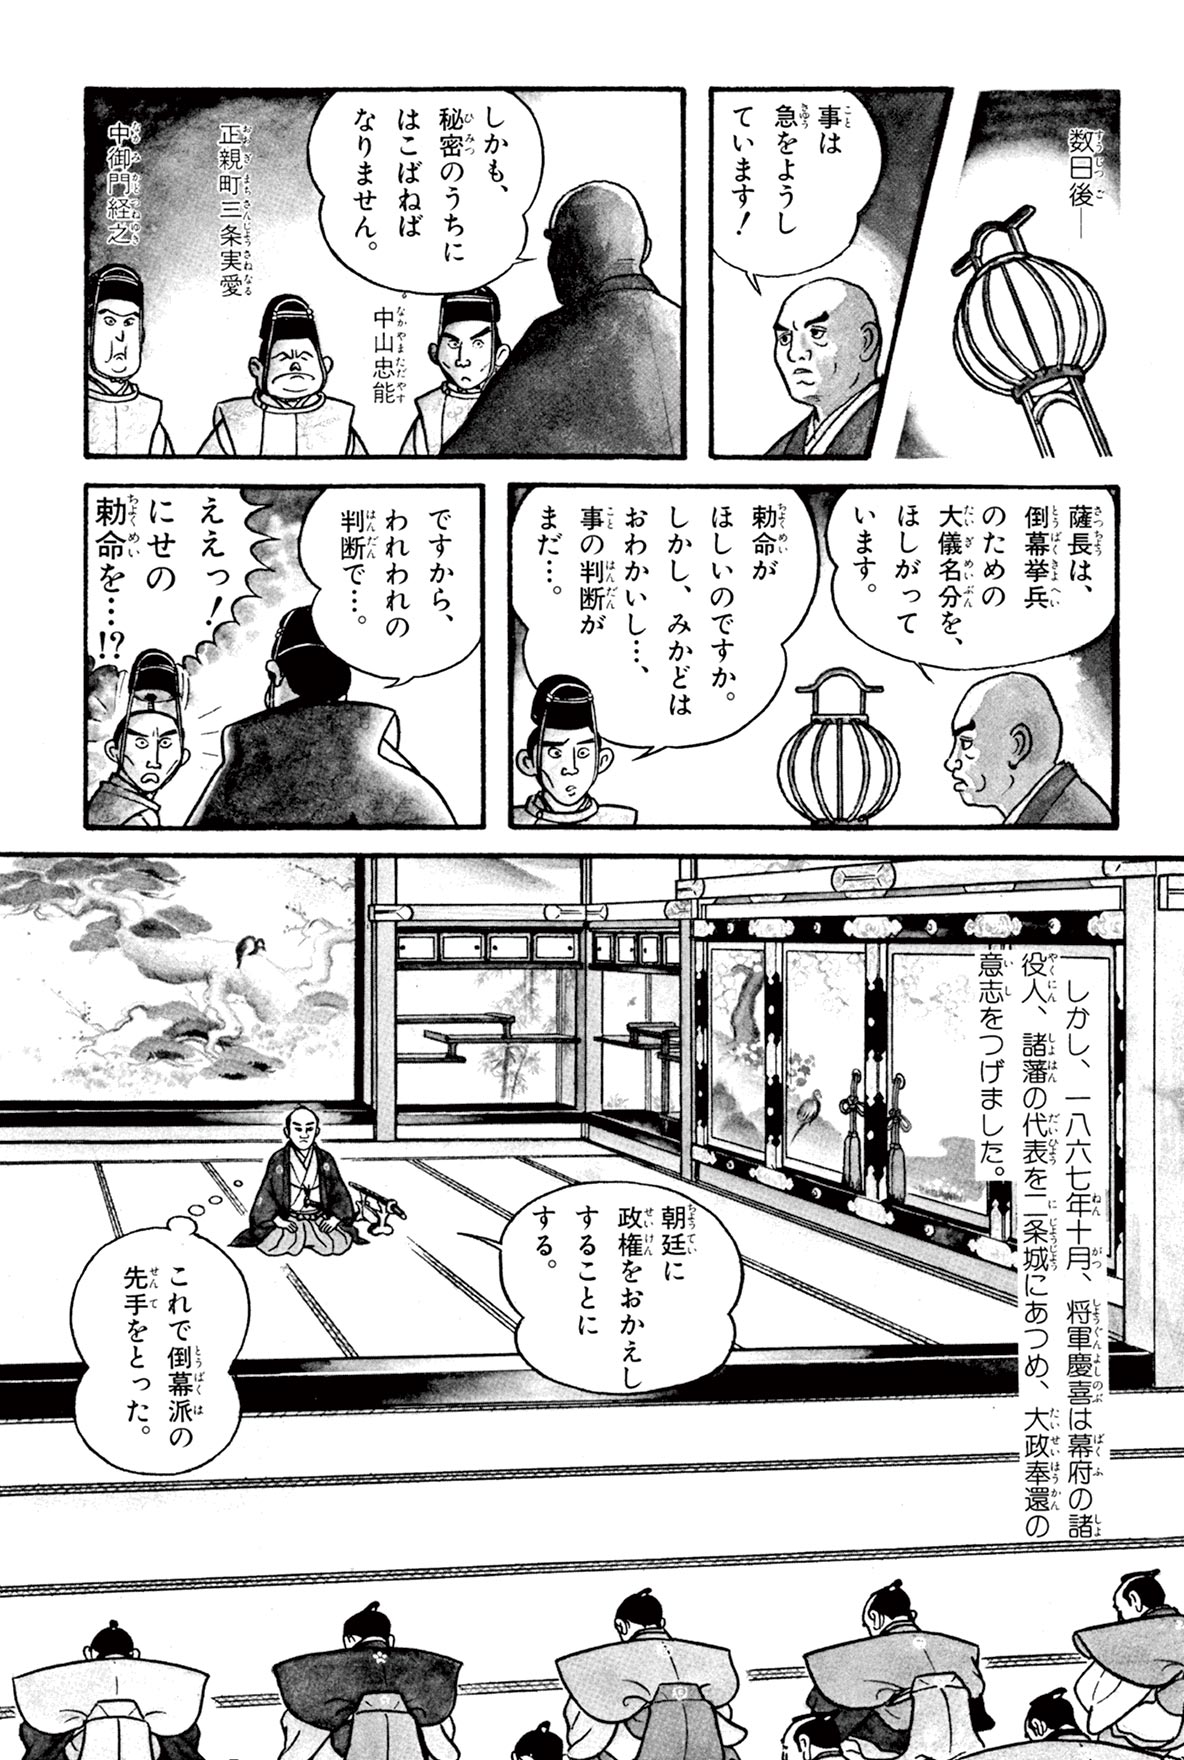 数日後──
事は
急をようし
ています！
しかも、
秘密のうちに
はこばねば
なりません。
中山忠能
正親町三条実愛
中御門経之
薩長は、
倒幕挙兵
のための
大儀名分を、
ほしがって
います。
勅命が
ほしいのですか。
しかし、みかどは
おわかいし…、
事の判断が
まだ…。
ですから、
われわれの
判断で…。
ええっ！
にせの
勅命を…!?
しかし、一八六七年十月、将軍慶喜は幕府の諸
役人、諸藩の代表を二条城にあつめ、大政奉還の
意志をつげました。
朝廷に
政権をおかえし
することに
する。
これで倒幕派の
先手をとった。